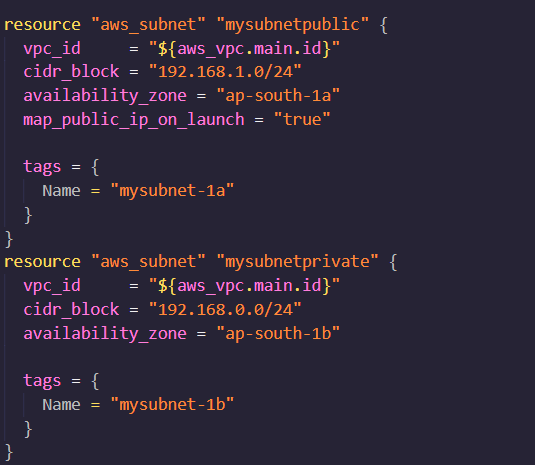 resource "aws_subnet" "mysubnetpublic" {
  vpc_id     = "${aws_vpc.main.id}"
  cidr_block = "192.168.1.0/24"
  availability_zone = "ap-south-1a"
  map_public_ip_on_launch = "true"

  tags = {
    Name = "mysubnet-1a"
  }
}
resource "aws_subnet" "mysubnetprivate" {
  vpc_id     = "${aws_vpc.main.id}"
  cidr_block = "192.168.0.0/24"
  availability_zone = "ap-south-1b"

  tags = {
    Name = "mysubnet-1b"
  }
}